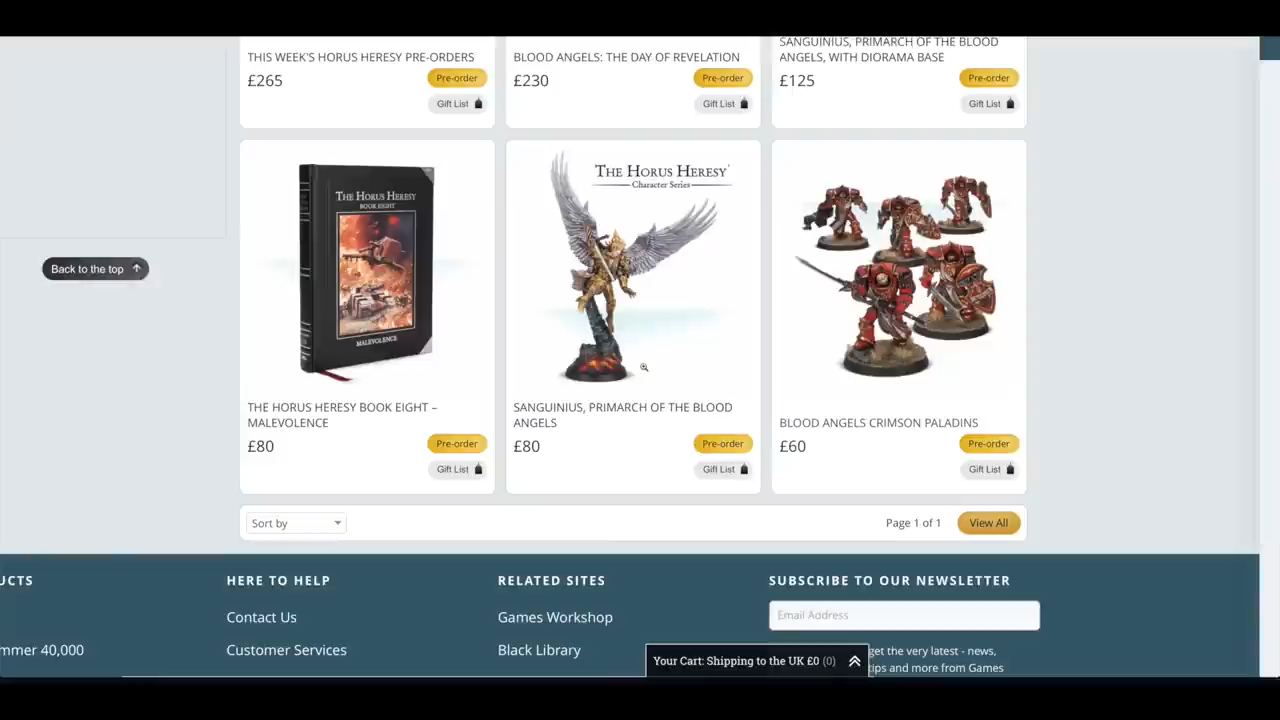 THIS WEEK'S HORUS HERESY PRE-ORDERS
£265
Pre-order
Gift List
BLOOD ANGELS: THE DAY OF REVELATION
£230
Pre-order
Gift List
SANGUINIUS, PRIMARCH OF THE BLOOD
ANGELS, WITH DIORAMA BASE
£125
Pre-order
Gift List
Back to the top
THE HORUS HERESY
BOOK EIGHT
MALEVOLENCE
THE HORUS HERESY BOOK EIGHT –
MALEVOLENCE
£80
Pre-order
Gift List
THE HORUS HERESY
Character Series
SANGUINIUS, PRIMARCH OF THE BLOOD
ANGELS
£80
Pre-order
Gift List
BLOOD ANGELS CRIMSON PALADINS
£60
Pre-order
Gift List
Sort by
Page 1 of 1
View All
UCTS
mmer 40,000
HERE TO HELP
Contact Us
Customer Services
RELATED SITES
Games Workshop
Black Library
SUBSCRIBE TO OUR NEWSLETTER
Email Address
get the very latest - news,
tips and more from Games
Your Cart: Shipping to the UK £0 (0)